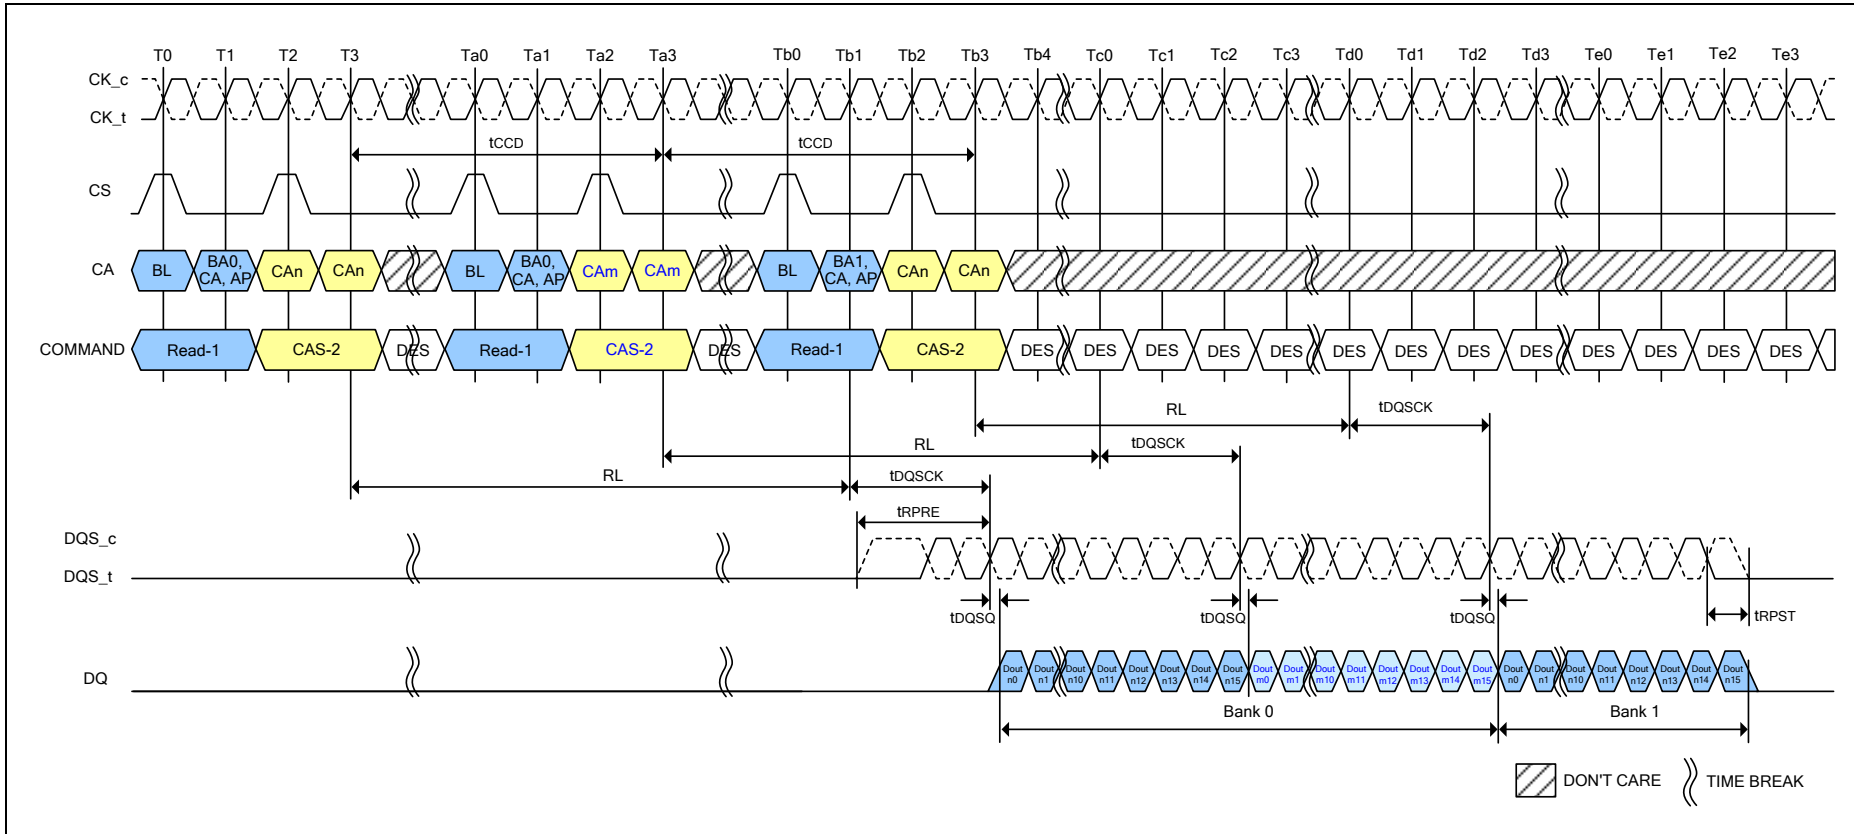 T0 T1 T2 T3 Ta0 Ta1 Ta2 Ta3 Tb0 Tb1 Tb2 Tb3 Tb4 Tc0 Tc1 Tc2 Tc3 Td0 Td1 Td2 Td3 Te0 Te1 Te2 Te3
CK_c
CK_t
tCCD tCCD
CS
CA BL BA0, CA, AP CAn CAn BL BA0, CA, AP CAm CAm BL BA1, CA, AP CAn CAn
COMMAND Read-1 CAS-2 DES Read-1 CAS-2 DES Read-1 CAS-2 DES DES DES DES DES DES DES DES DES DES DES DES DES
RL tDQSCK
RL tDQSCK
RL tDQSCK
tRPRE
DQS_c
DQS_t
tDQSQ tDQSQ tDQSQ tRPST
DQ
Dout Dout Dout Dout Dout Dout Dout Dout Dout Dout Dout Dout Dout Dout Dout Dout Dout Dout Dout Dout Dout Dout Dout Dout
n0 n1 n10 n11 n12 n13 n14 n15 m0 m1 m10 m11 m12 m13 m14 m15 n0 n1 n10 n11 n12 n13 n14 n15
Bank 0 Bank 1
DON'T CARE TIME BREAK